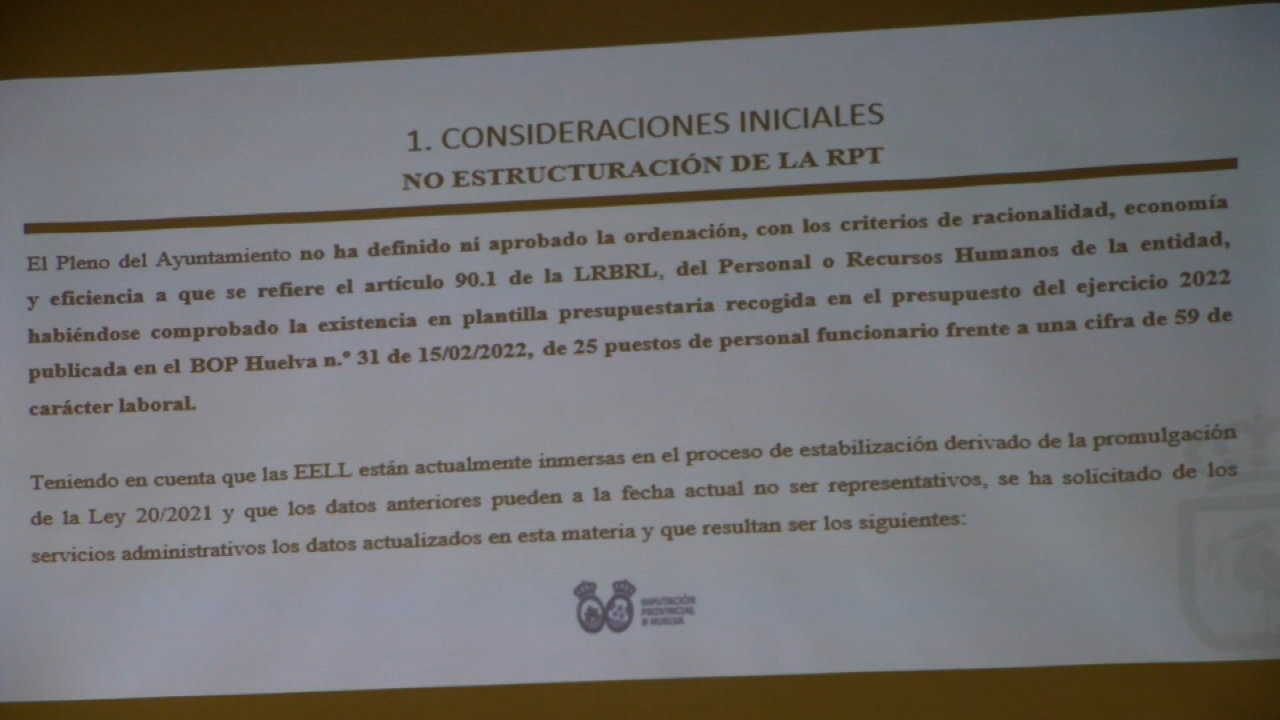 1. CONSIDERACIONES INICIALES
NO ESTRUCTURACIÓN DE LA RPT
El Pleno del Ayuntamiento no ha definido ni aprobado la ordenación, con los criterios de racionalidad, economía
y eficiencia a que se refiere el artículo 90.1 de la LRBRL, del Personal o Recursos Humanos de la entidad,
habiéndose comprobado la existencia en plantilla presupuestaria recogida en el presupuesto del ejercicio 2022
publicada en el BOP Huelva n.º 31 de 15/02/2022, de 25 puestos de personal funcionario frente a una cifra de 59 de
carácter laboral.
Teniendo en cuenta que las EELL están actualmente inmersas en el proceso de estabilización derivado de la promulgación
de la Ley 20/2021 y que los datos anteriores pueden a la fecha actual no ser representativos, se ha solicitado de los
servicios administrativos los datos actualizados en esta materia y que resultan ser los siguientes:
DIPUTACIÓN
PROVINCIAL
D HUELVA